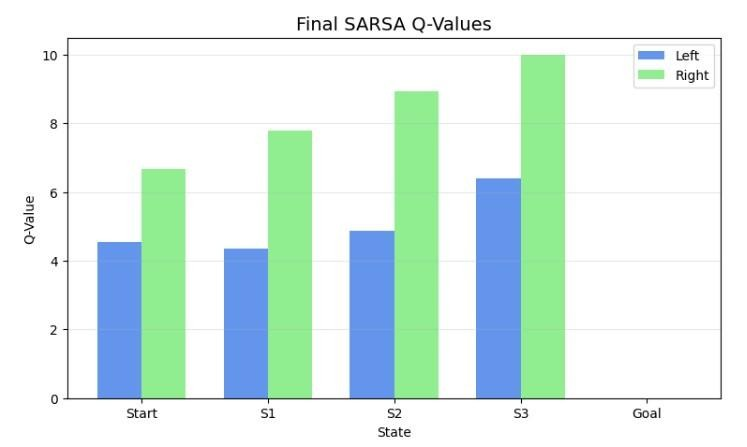 Final SARSA Q-Values
Left
Right
10
8
6
4
2
0
Q-Value
Start
S1
S2
S3
Goal
State